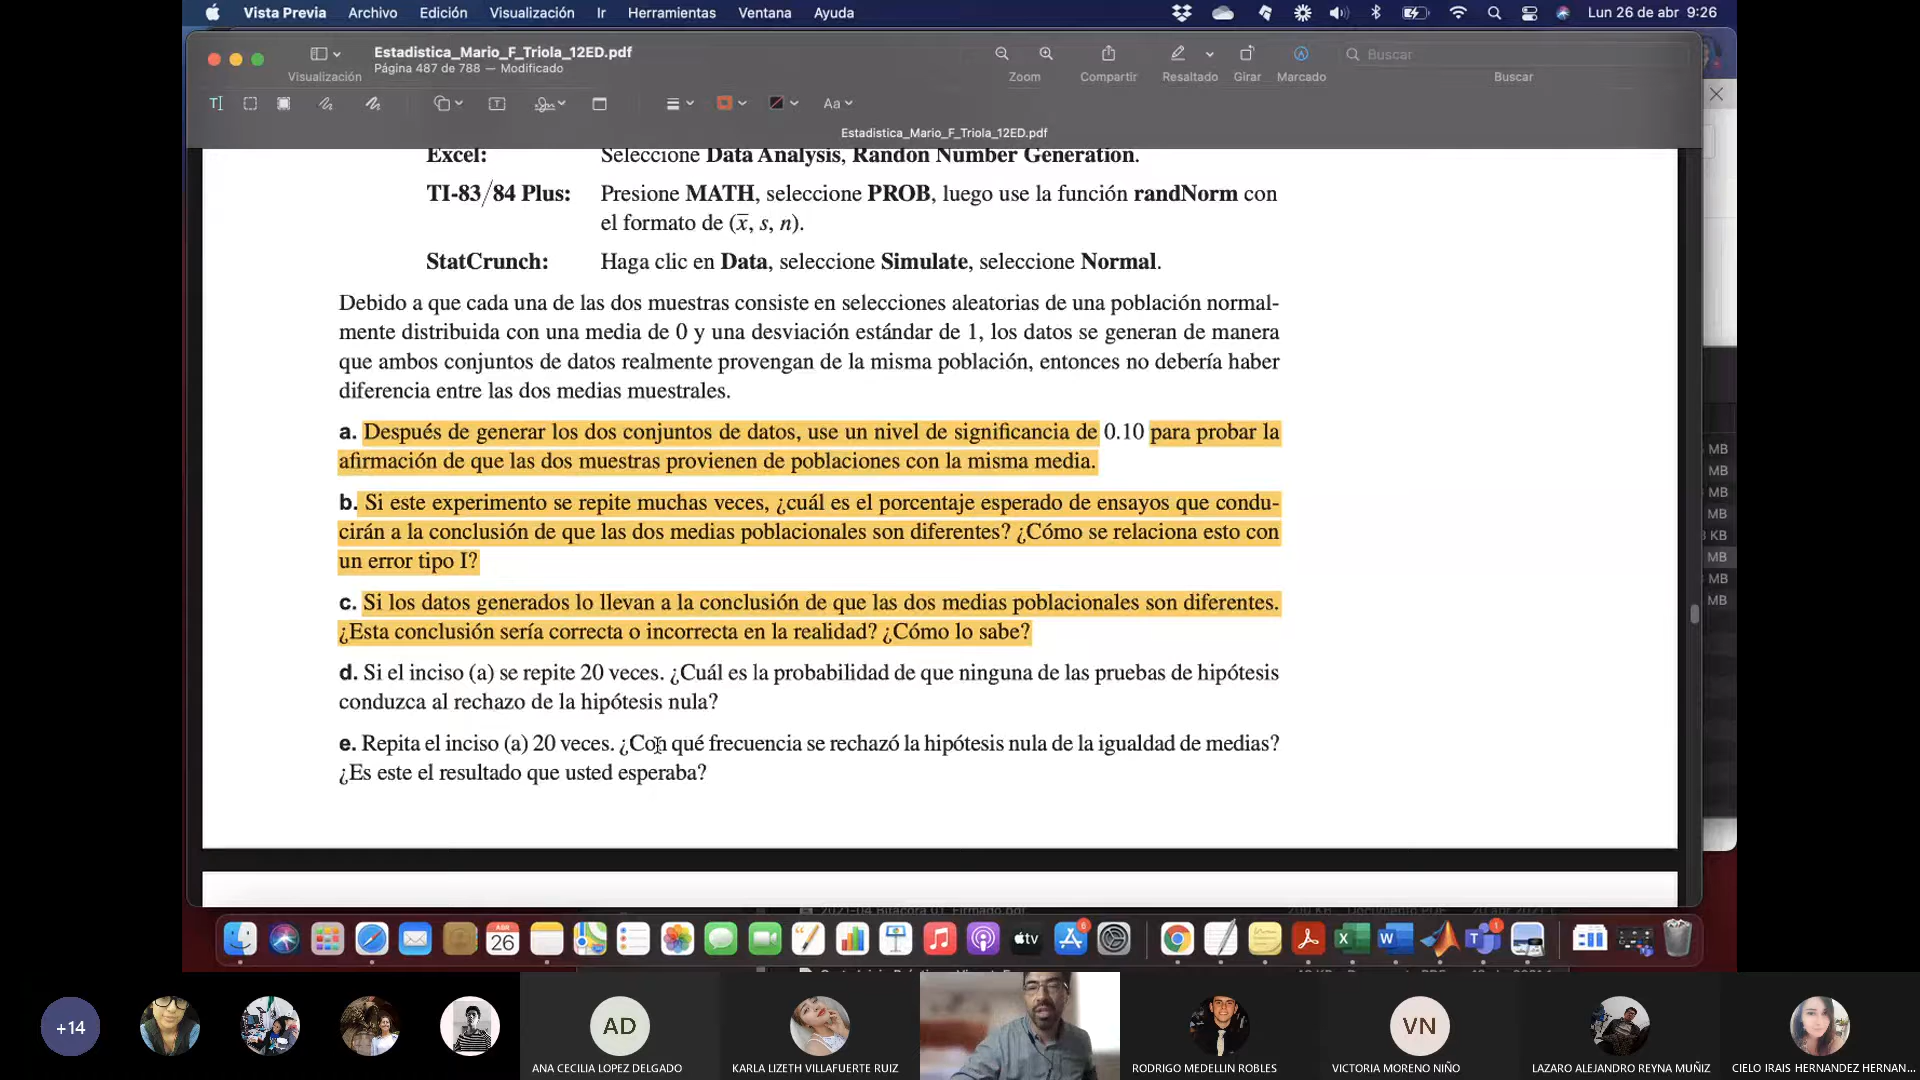 Vista Previa Archivo Edición Visualización Ir Herramientas Ventana Ayuda Lun 26 de abr 9:26
Estadistica_Mario_F_Triola_12ED.pdf
Página 487 de 788 — Modificado
Buscar
Visualización Zoom Compartir Resaltado Girar Marcado Buscar
Aa
Estadistica_Mario_F_Triola_12ED.pdf
Excel: Seleccione Data Analysis, Randon Number Generation.
TI-83/84 Plus: Presione MATH, seleccione PROB, luego use la función randNorm con
el formato de (x̅, s, n).
StatCrunch: Haga clic en Data, seleccione Simulate, seleccione Normal.
Debido a que cada una de las dos muestras consiste en selecciones aleatorias de una población normal-
mente distribuida con una media de 0 y una desviación estándar de 1, los datos se generan de manera
que ambos conjuntos de datos realmente provengan de la misma población, entonces no debería haber
diferencia entre las dos medias muestrales.
a. Después de generar los dos conjuntos de datos, use un nivel de significancia de 0.10 para probar la
afirmación de que las dos muestras provienen de poblaciones con la misma media.
b. Si este experimento se repite muchas veces, ¿cuál es el porcentaje esperado de ensayos que condu-
cirán a la conclusión de que las dos medias poblacionales son diferentes? ¿Cómo se relaciona esto con
un error tipo I?
c. Si los datos generados lo llevan a la conclusión de que las dos medias poblacionales son diferentes.
¿Esta conclusión sería correcta o incorrecta en la realidad? ¿Cómo lo sabe?
d. Si el inciso (a) se repite 20 veces. ¿Cuál es la probabilidad de que ninguna de las pruebas de hipótesis
conduzca al rechazo de la hipótesis nula?
e. Repita el inciso (a) 20 veces. ¿Con qué frecuencia se rechazó la hipótesis nula de la igualdad de medias?
¿Es este el resultado que usted esperaba?
MB
MB
MB
MB
KB
MB
MB
MB
ABR
26
tv
6
1
+14
AD
VN
ANA CECILIA LOPEZ DELGADO
KARLA LIZETH VILLAFUERTE RUIZ
RODRIGO MEDELLIN ROBLES
VICTORIA MORENO NIÑO
LAZARO ALEJANDRO REYNA MUÑIZ
CIELO IRAIS HERNANDEZ HERNAN...